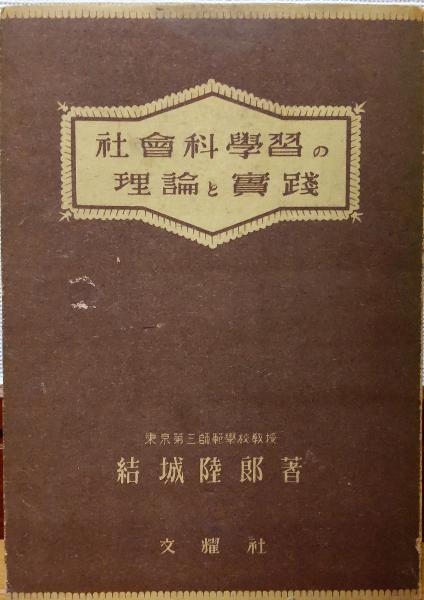 社會科學習の
理論と實踐
東京第三師範學校教授
結城陸郎著
文耀社